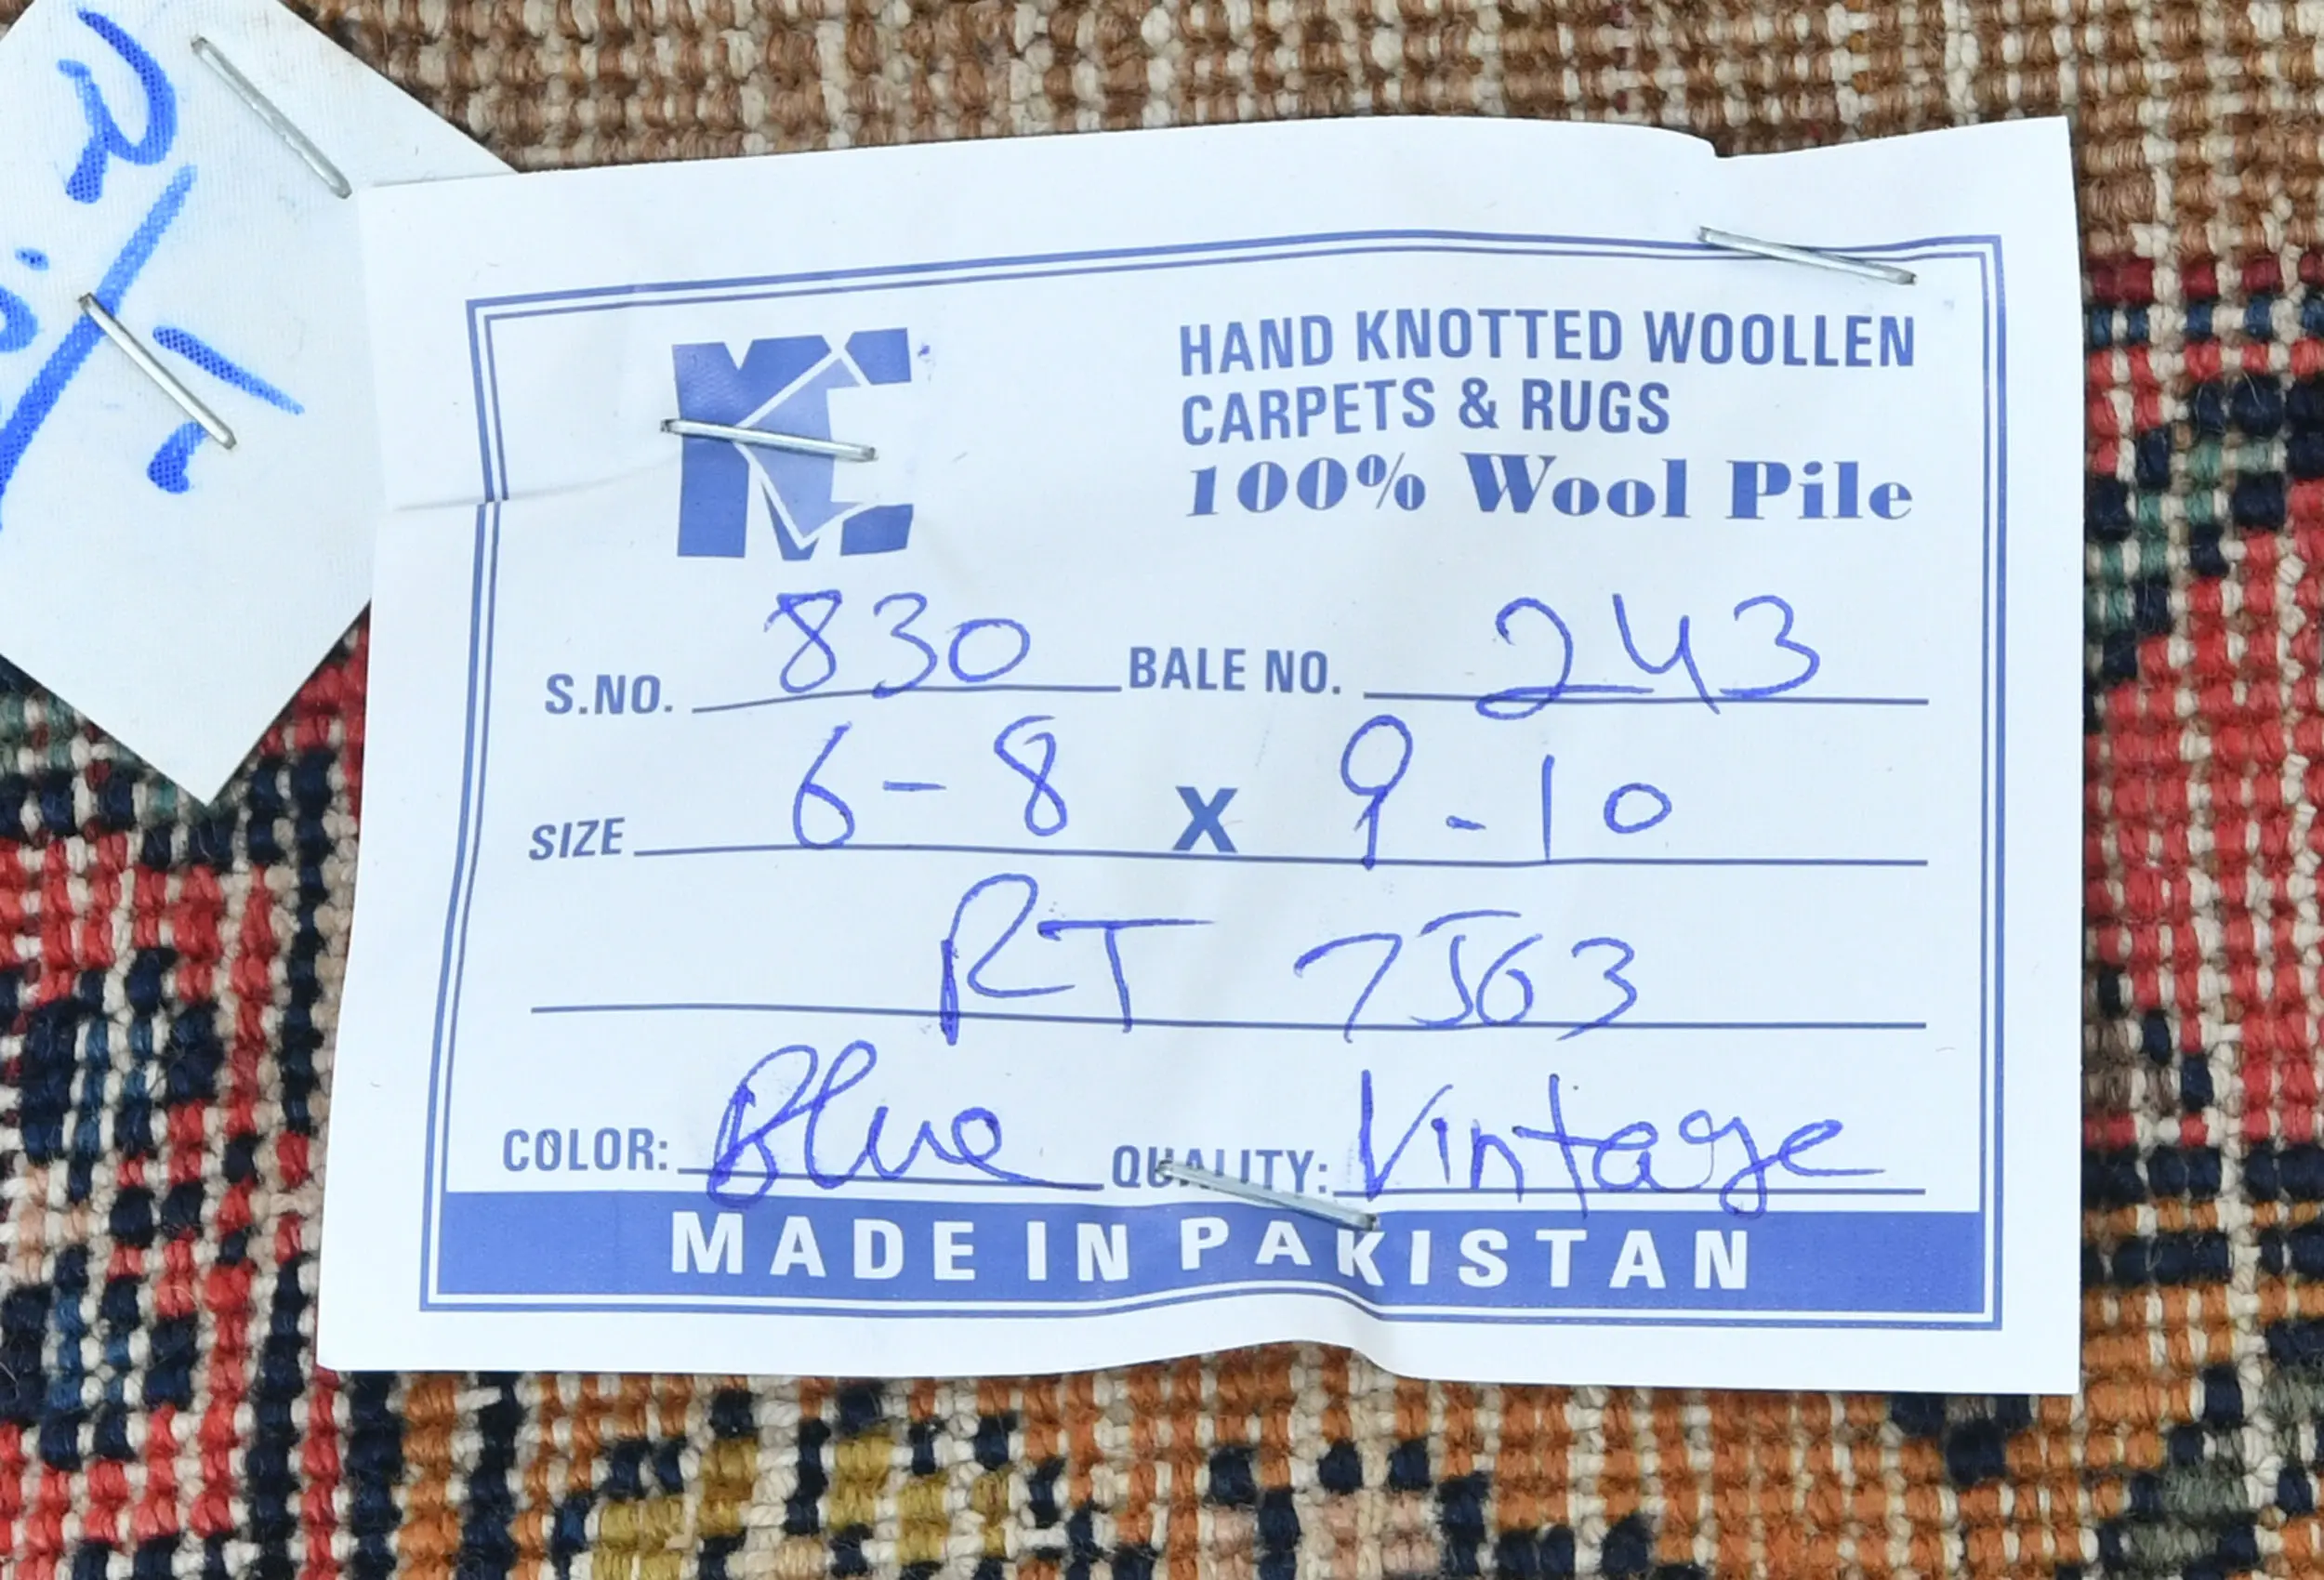 HAND KNOTTED WOOLLEN
CARPETS & RUGS
100% Wool Pile
S.NO. 830 BALE NO. 243
SIZE 6-8 X 9-10
RT 7563
COLOR: Blue QUALITY: Vintage
MADE IN PAKISTAN